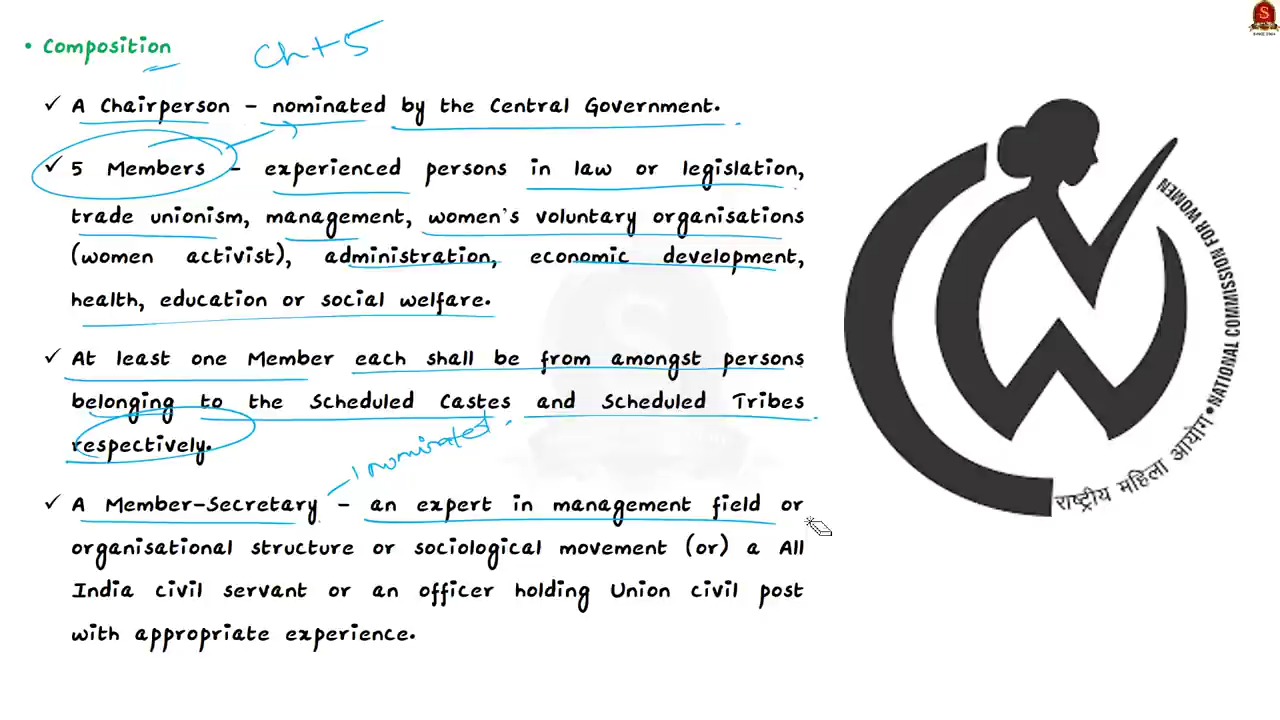 • Composition
Ch + 5
✓ A Chairperson – nominated by the Central Government.
✓ 5 Members – experienced persons in law or legislation,
trade unionism, management, women's voluntary organisations
(women activist), administration, economic development,
health, education or social welfare.
✓ At least one Member each shall be from amongst persons
belonging to the Scheduled Castes and Scheduled Tribes
respectively.
nominated.
✓ A Member-Secretary – an expert in management field or
organisational structure or sociological movement (or) a All
India civil servant or an officer holding Union civil post
with appropriate experience.
राष्ट्रीय महिला आयोग • NATIONAL COMMISSION FOR WOMEN
S